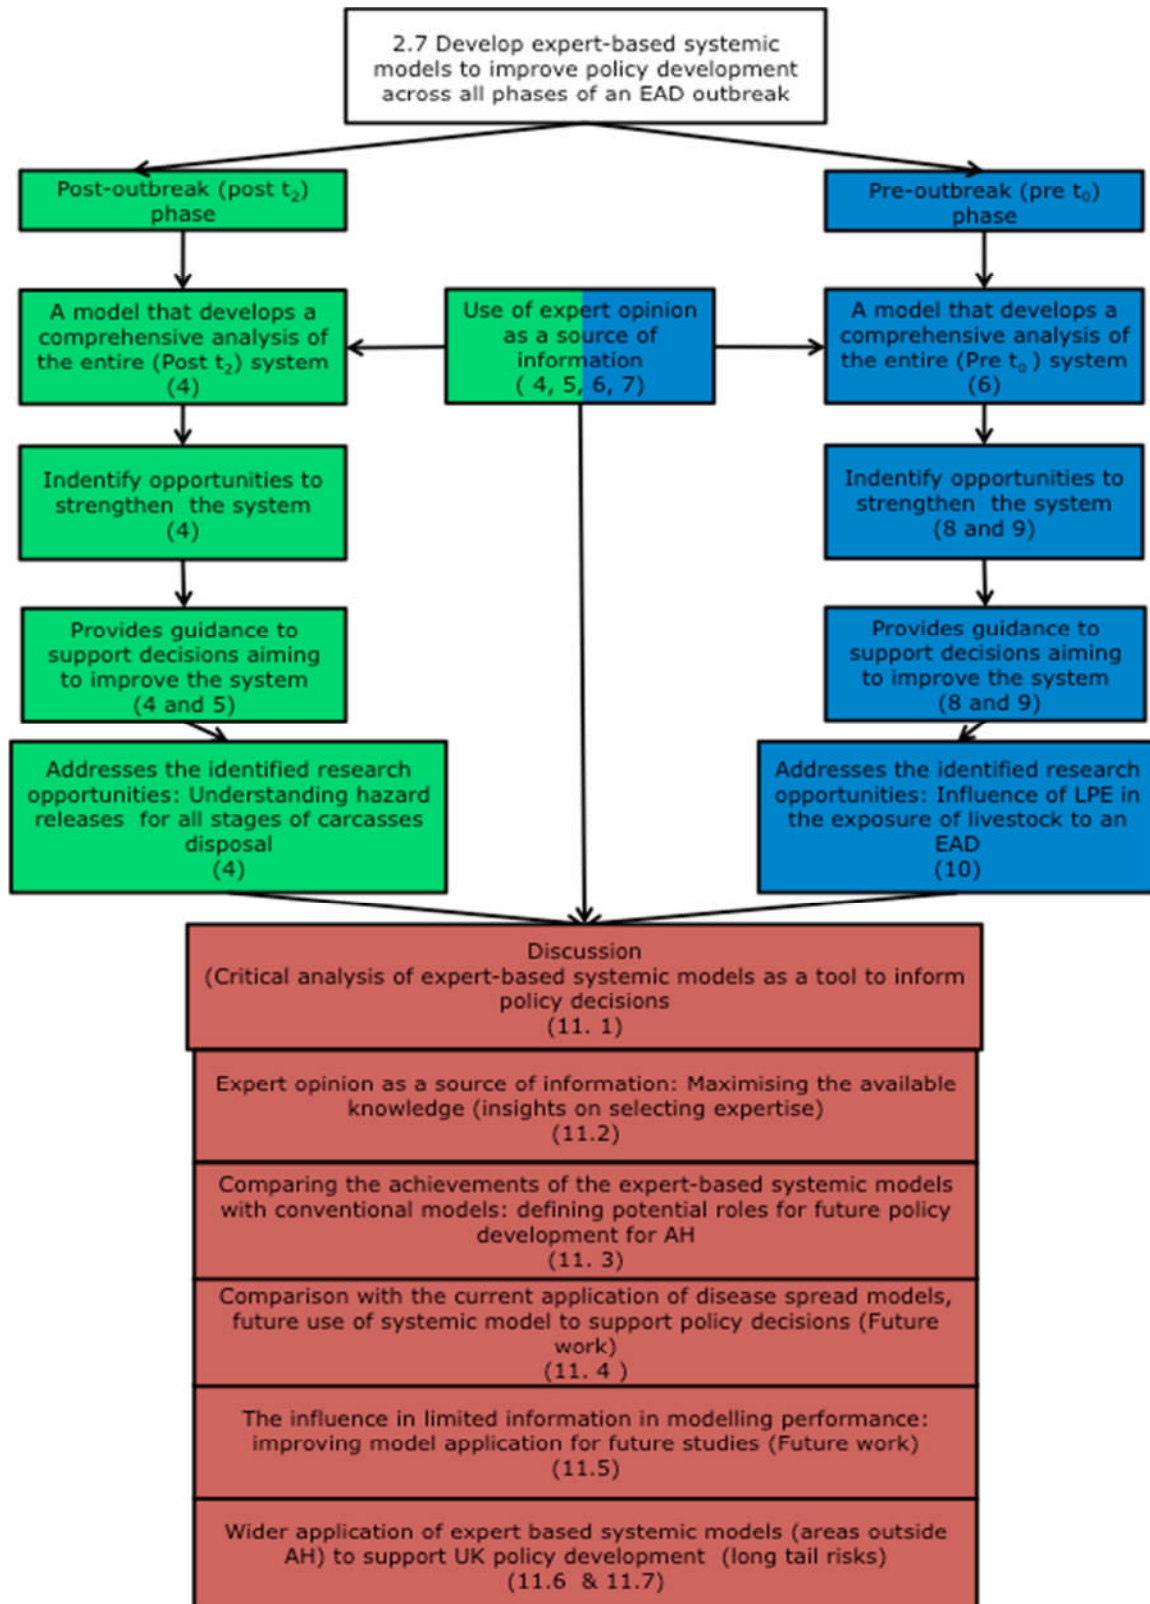 2.7 Develop expert-based systemic
models to improve policy development
across all phases of an EAD outbreak
Post-outbreak (post t₂)
phase
Pre-outbreak (pre t₀)
phase
A model that develops a
comprehensive analysis of
the entire (Post t₂) system
(4)
Use of expert opinion
as a source of
information
( 4, 5, 6, 7)
A model that develops a
comprehensive analysis of
the entire (Pre t₀ ) system
(6)
Indentify opportunities to
strengthen the system
(4)
Indentify opportunities to
strengthen the system
(8 and 9)
Provides guidance to
support decisions aiming
to improve the system
(4 and 5)
Provides guidance to
support decisions aiming
to improve the system
(8 and 9)
Addresses the identified research
opportunities: Understanding hazard
releases for all stages of carcasses
disposal
(4)
Addresses the identified research
opportunities: Influence of LPE in
the exposure of livestock to an
EAD
(10)
Discussion
(Critical analysis of expert-based systemic models as a tool to inform
policy decisions
(11. 1)
Expert opinion as a source of information: Maximising the available
knowledge (insights on selecting expertise)
(11.2)
Comparing the achievements of the expert-based systemic models
with conventional models: defining potential roles for future policy
development for AH
(11. 3)
Comparison with the current application of disease spread models,
future use of systemic model to support policy decisions (Future
work)
(11. 4 )
The influence in limited information in modelling performance:
improving model application for future studies (Future work)
(11.5)
Wider application of expert based systemic models (areas outside
AH) to support UK policy development (long tail risks)
(11.6 & 11.7)